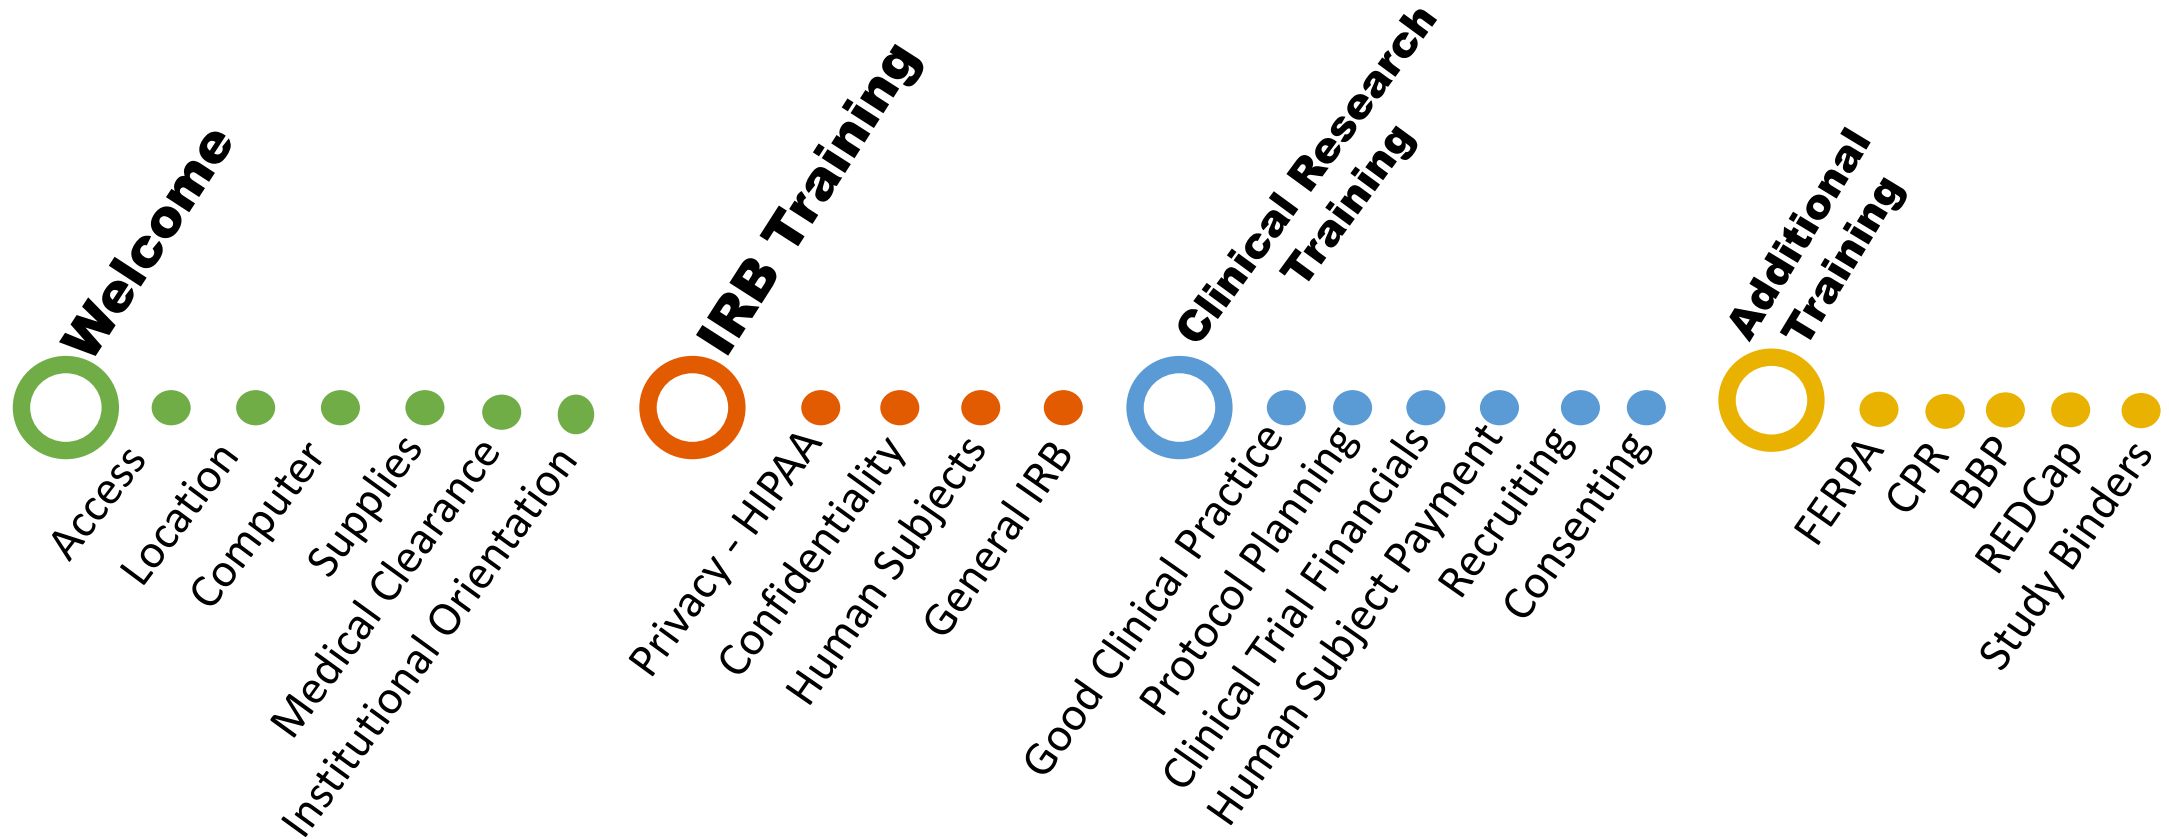 Welcome
Access
Location
Computer
Supplies
Medical Clearance
Institutional Orientation
IRB Training
Privacy - HIPAA
Confidentiality
Human Subjects
General IRB
Clinical Research
Training
Good Clinical Practice
Protocol Planning
Clinical Trial Financials
Human Subject Payment
Recruiting
Consenting
Additional
Training
FERPA
CPR
BBP
REDCap
Study Binders